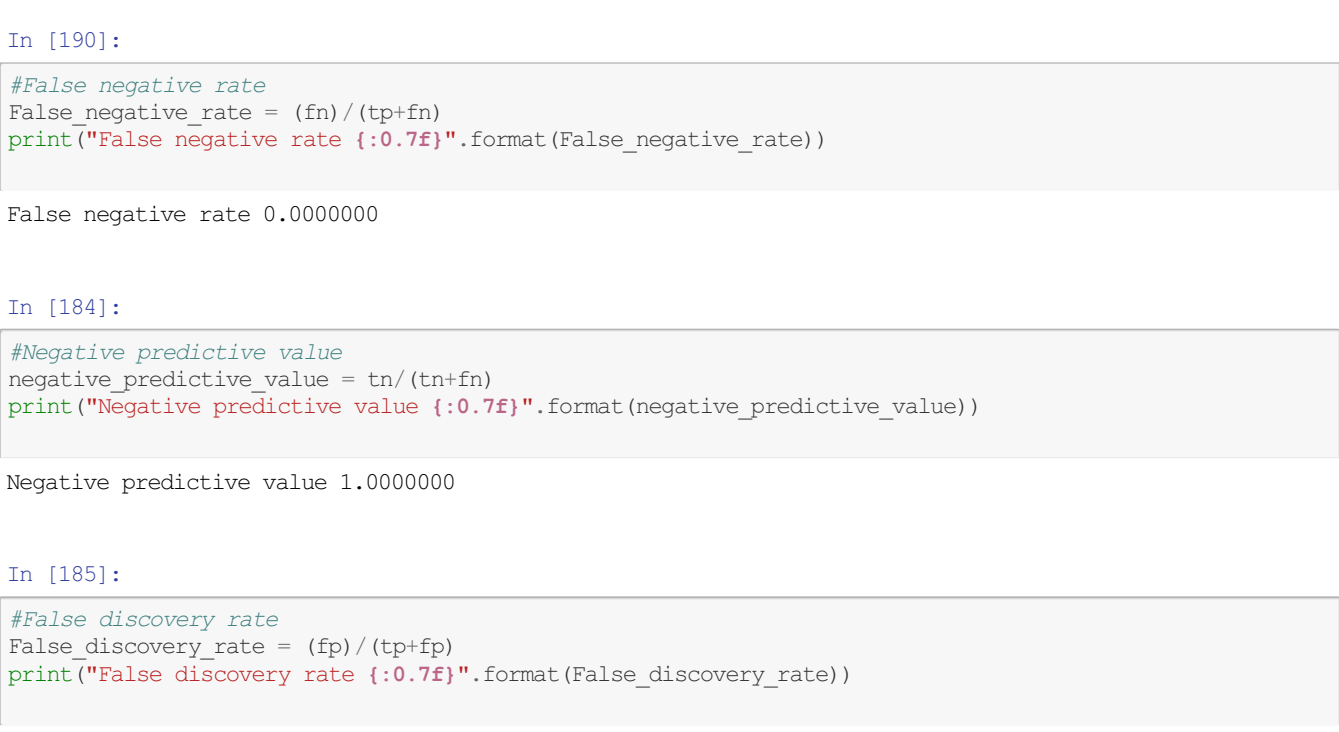 In [190]:
#False negative rate
False_negative_rate = (fn)/(tp+fn)
print("False negative rate {:0.7f}".format(False_negative_rate))
False negative rate 0.0000000
In [184]:
#Negative predictive value
negative_predictive_value = tn/(tn+fn)
print("Negative predictive value {:0.7f}".format(negative_predictive_value))
Negative predictive value 1.0000000
In [185]:
#False discovery rate
False_discovery_rate = (fp)/(tp+fp)
print("False discovery rate {:0.7f}".format(False_discovery_rate))